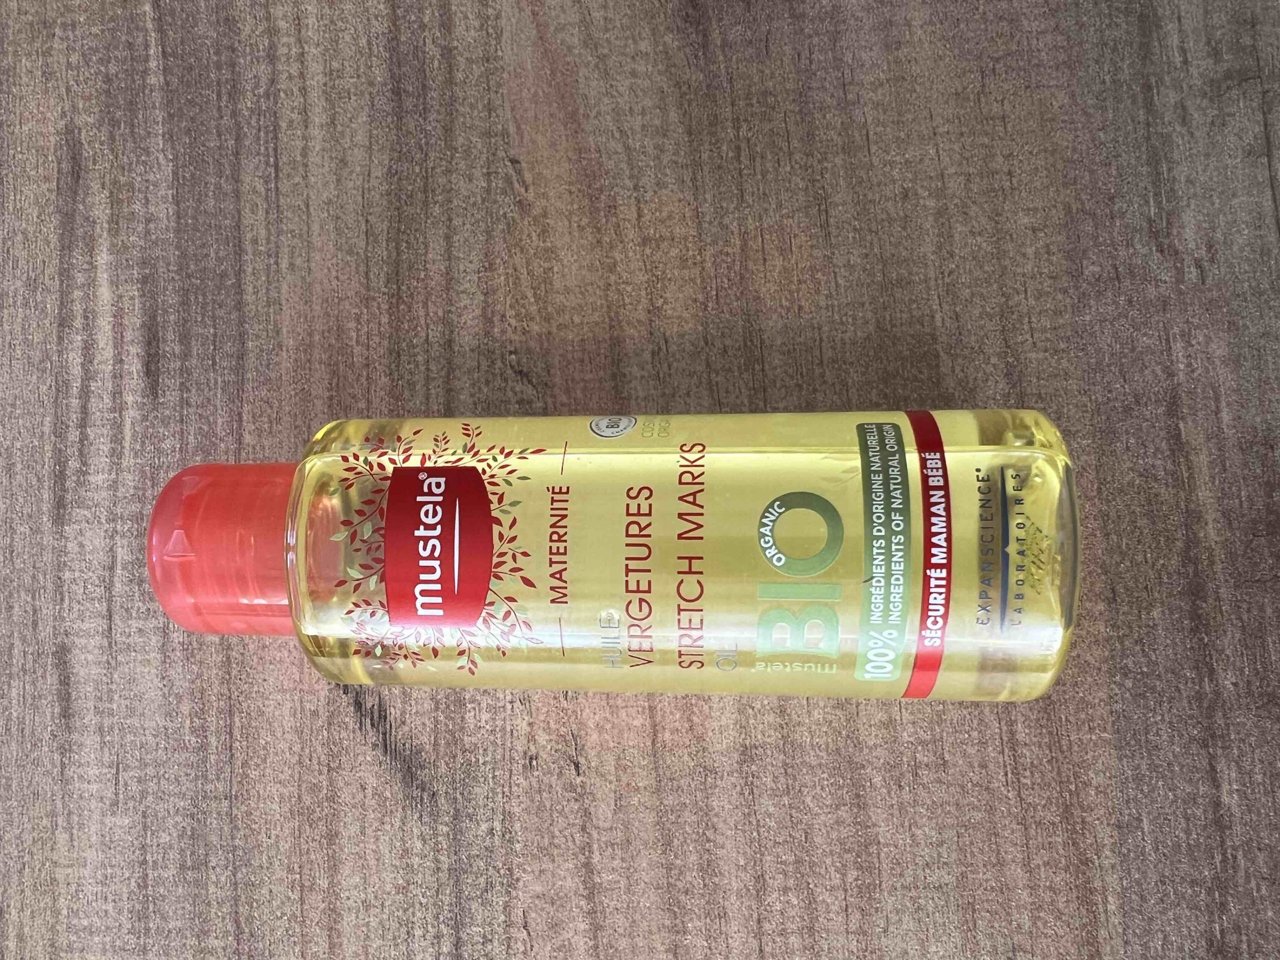 mustela®
MATERNITÉ
BIO
HUILE
VERGETURES
STRETCH MARKS
OIL
ORGANIC
BIO
mustela®
100% INGRÉDIENTS D'ORIGINE NATURELLE
INGREDIENTS OF NATURAL ORIGIN
SÉCURITÉ MAMAN BÉBÉ
EXPANSCIENCE®
LABORATOIRES